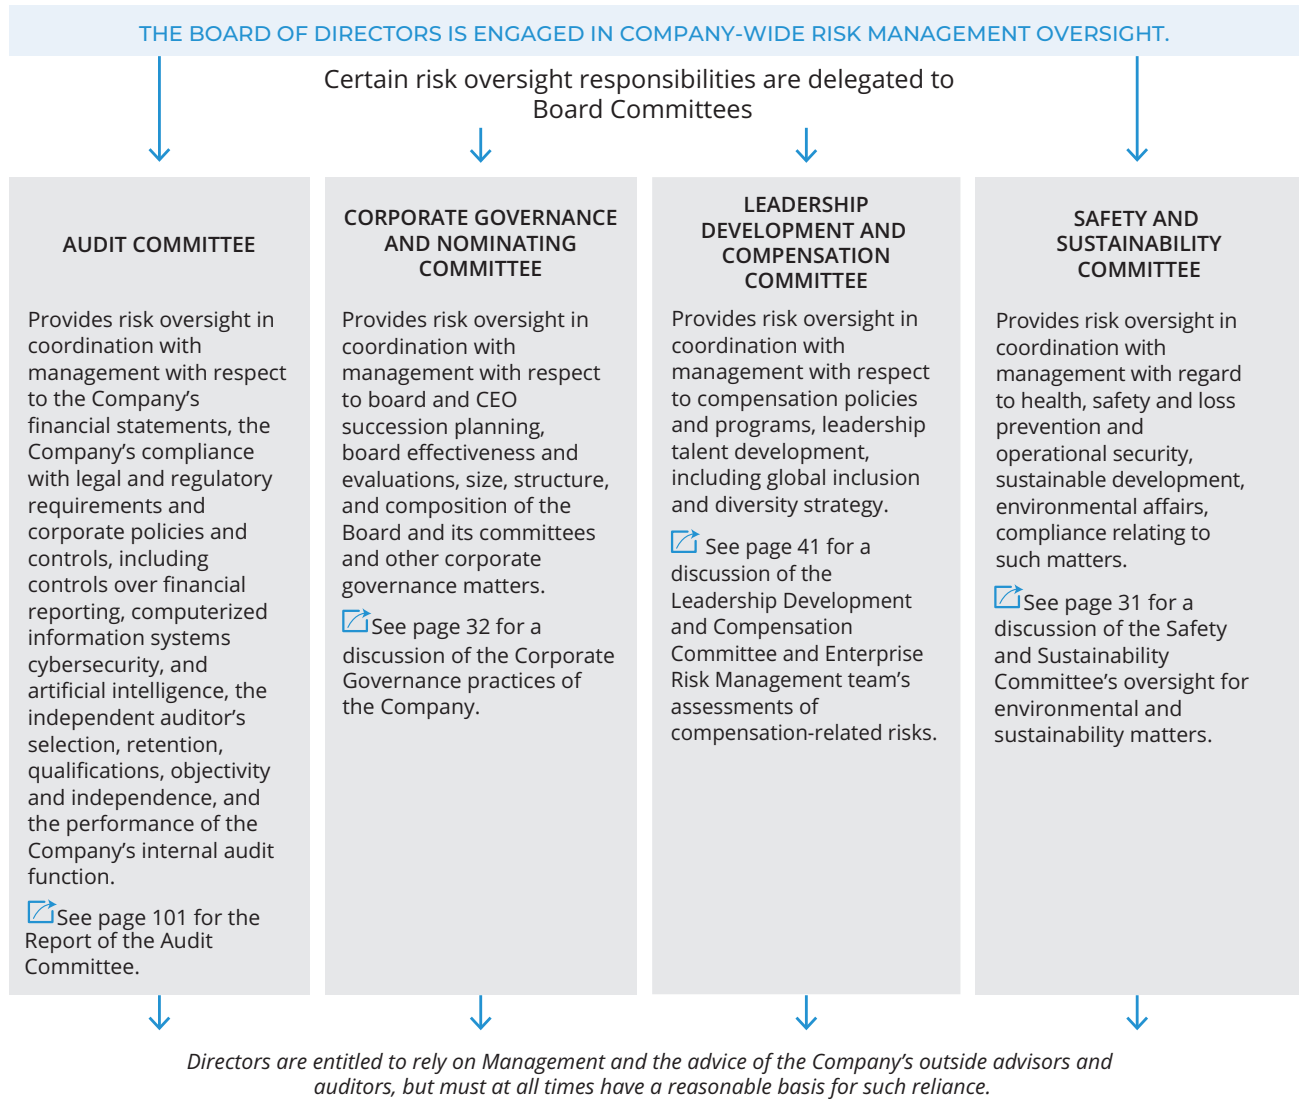 THE BOARD OF DIRECTORS IS ENGAGED IN COMPANY-WIDE RISK MANAGEMENT OVERSIGHT.
Certain risk oversight responsibilities are delegated to
Board Committees
AUDIT COMMITTEE
Provides risk oversight in
coordination with
management with respect
to the Company’s
financial statements, the
Company’s compliance
with legal and regulatory
requirements and
corporate policies and
controls, including
controls over financial
reporting, computerized
information systems
cybersecurity, and
artificial intelligence, the
independent auditor’s
selection, retention,
qualifications, objectivity
and independence, and
the performance of the
Company’s internal audit
function.
See page 101 for the
Report of the Audit
Committee.
CORPORATE GOVERNANCE
AND NOMINATING
COMMITTEE
Provides risk oversight in
coordination with
management with respect
to board and CEO
succession planning,
board effectiveness and
evaluations, size, structure,
and composition of the
Board and its committees
and other corporate
governance matters.
See page 32 for a
discussion of the Corporate
Governance practices of
the Company.
LEADERSHIP
DEVELOPMENT AND
COMPENSATION
COMMITTEE
Provides risk oversight in
coordination with
management with respect
to compensation policies
and programs, leadership
talent development,
including global inclusion
and diversity strategy.
See page 41 for a
discussion of the
Leadership Development
and Compensation
Committee and Enterprise
Risk Management team’s
assessments of
compensation-related risks.
SAFETY AND
SUSTAINABILITY
COMMITTEE
Provides risk oversight in
coordination with
management with regard
to health, safety and loss
prevention and
operational security,
sustainable development,
environmental affairs,
compliance relating to
such matters.
See page 31 for a
discussion of the Safety
and Sustainability
Committee’s oversight for
environmental and
sustainability matters.
Directors are entitled to rely on Management and the advice of the Company’s outside advisors and
auditors, but must at all times have a reasonable basis for such reliance.